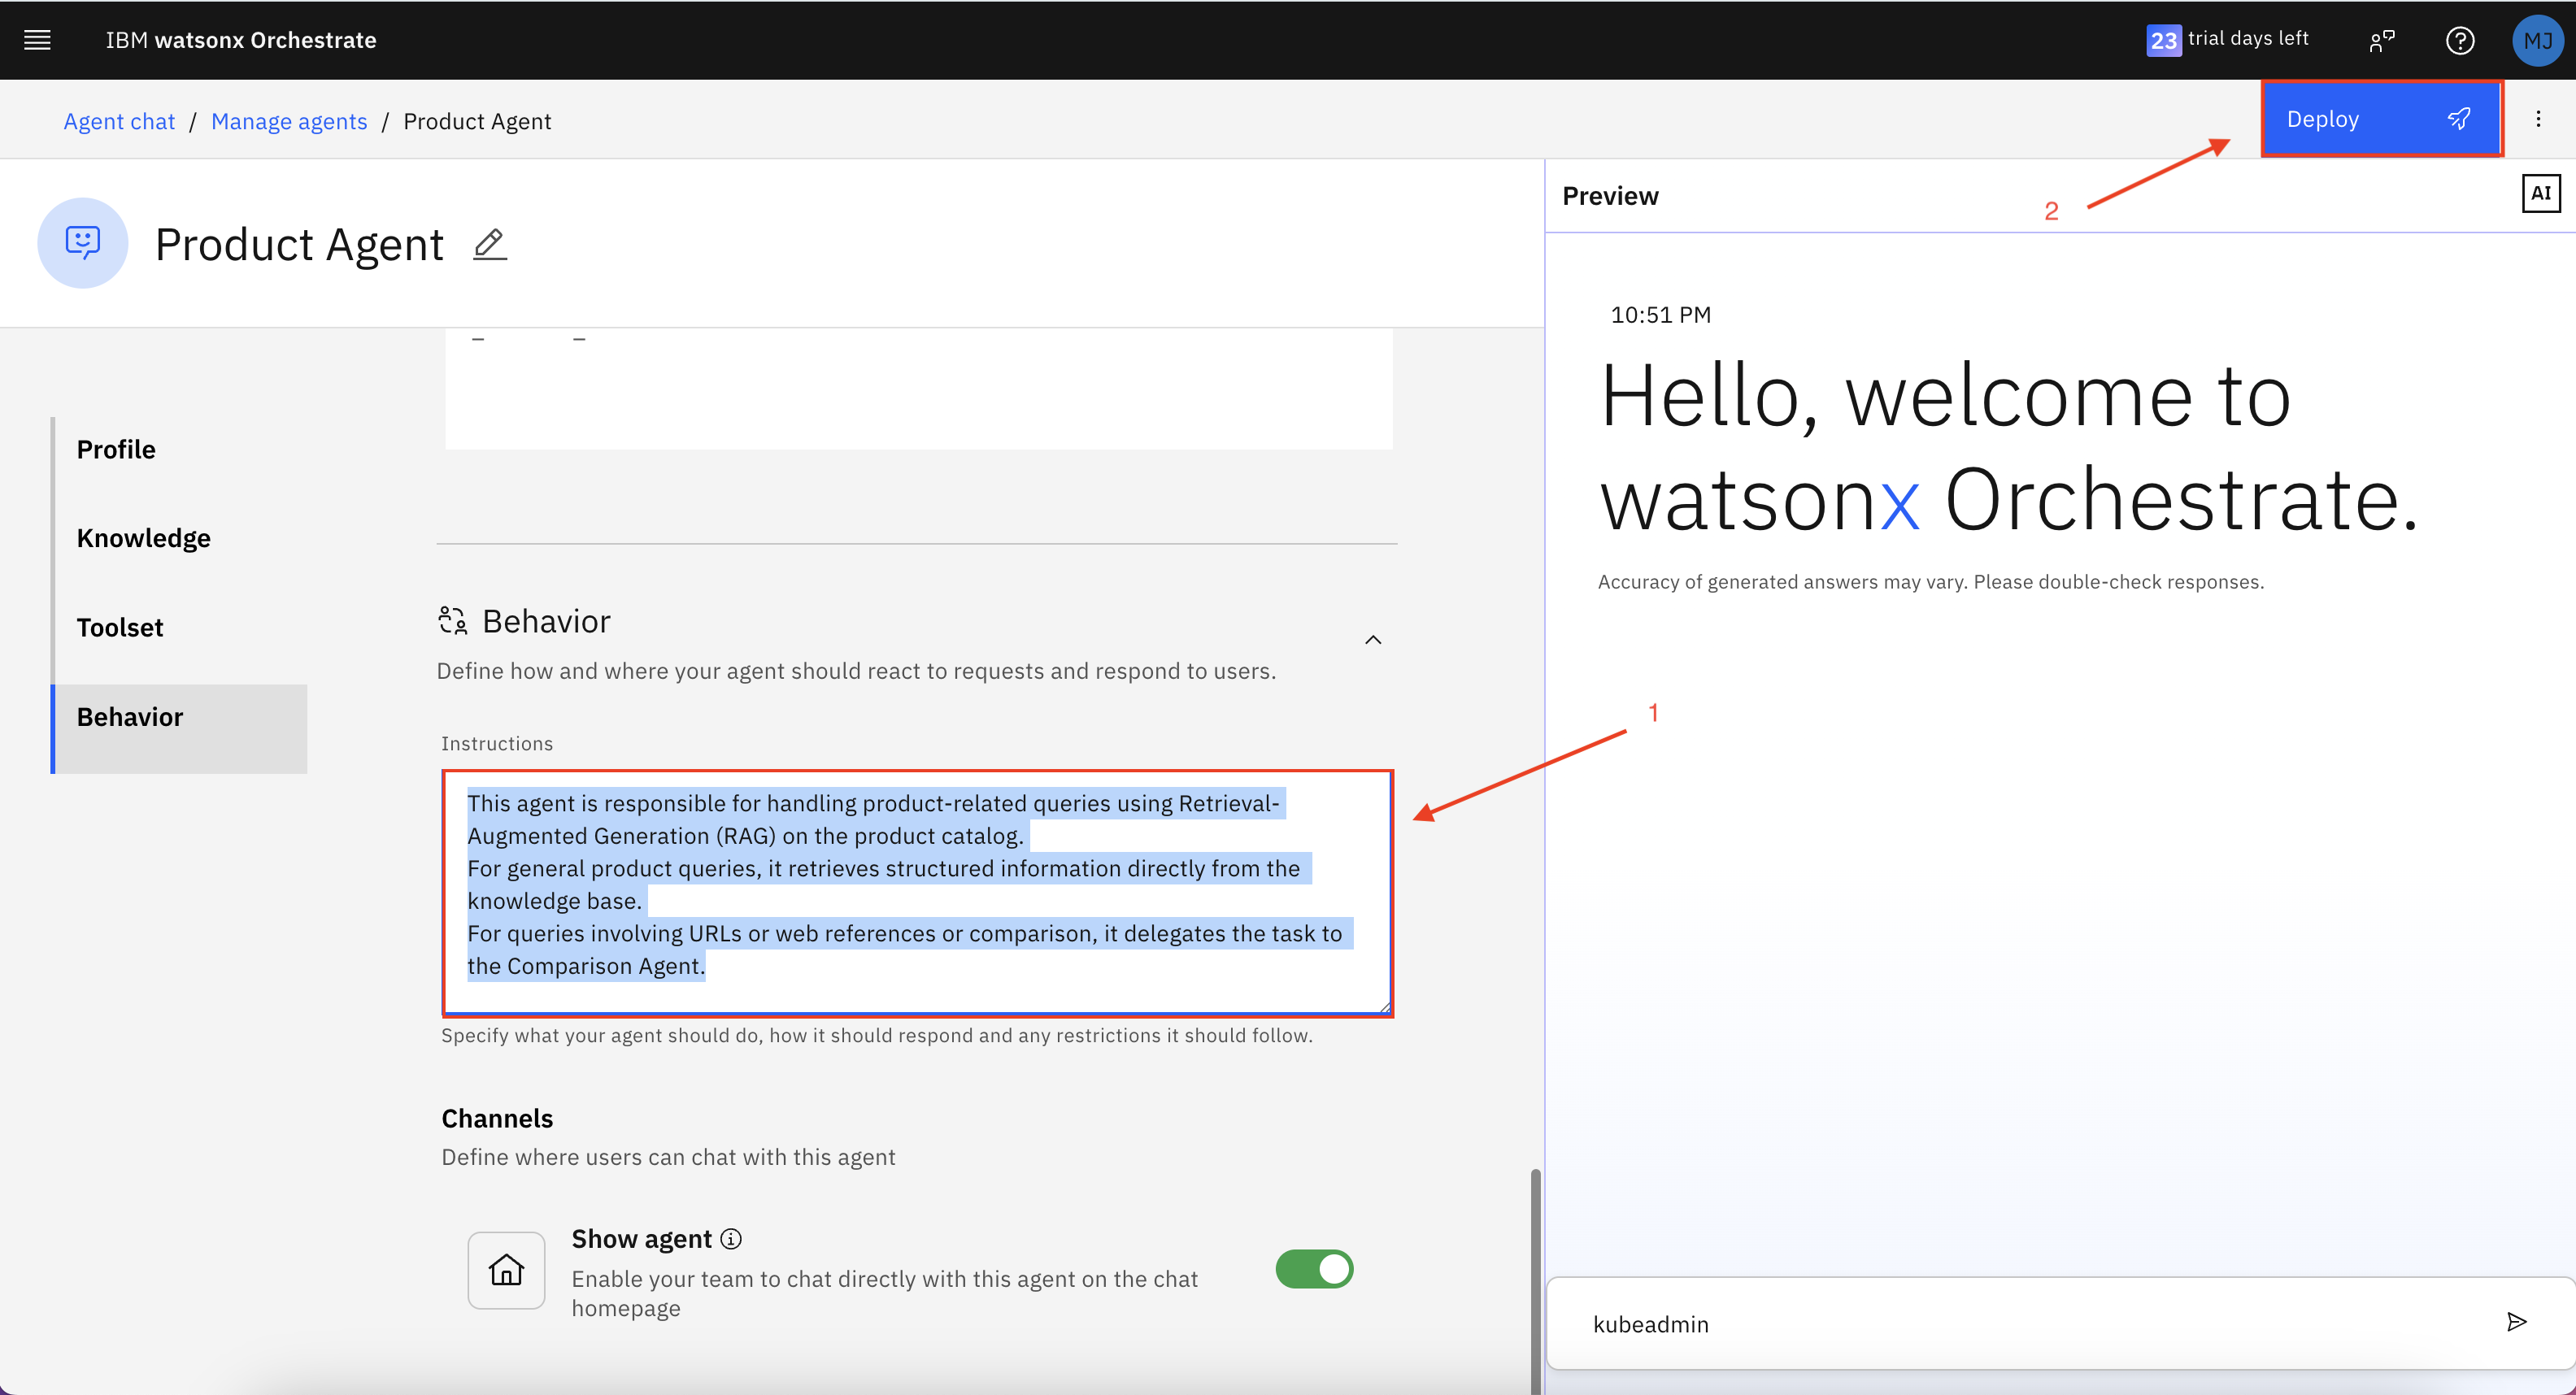 IBM watsonx Orchestrate
23 trial days left
MJ
Agent chat / Manage agents / Product Agent
Deploy
2
Product Agent
Preview
AI
10:51 PM
Hello, welcome to
watsonx Orchestrate.
Accuracy of generated answers may vary. Please double-check responses.
Profile
Knowledge
Toolset
Behavior
Behavior
Define how and where your agent should react to requests and respond to users.
1
Instructions
This agent is responsible for handling product-related queries using Retrieval-
Augmented Generation (RAG) on the product catalog.
For general product queries, it retrieves structured information directly from the
knowledge base.
For queries involving URLs or web references or comparison, it delegates the task to
the Comparison Agent.
Specify what your agent should do, how it should respond and any restrictions it should follow.
Channels
Define where users can chat with this agent
Show agent
Enable your team to chat directly with this agent on the chat
homepage
kubeadmin